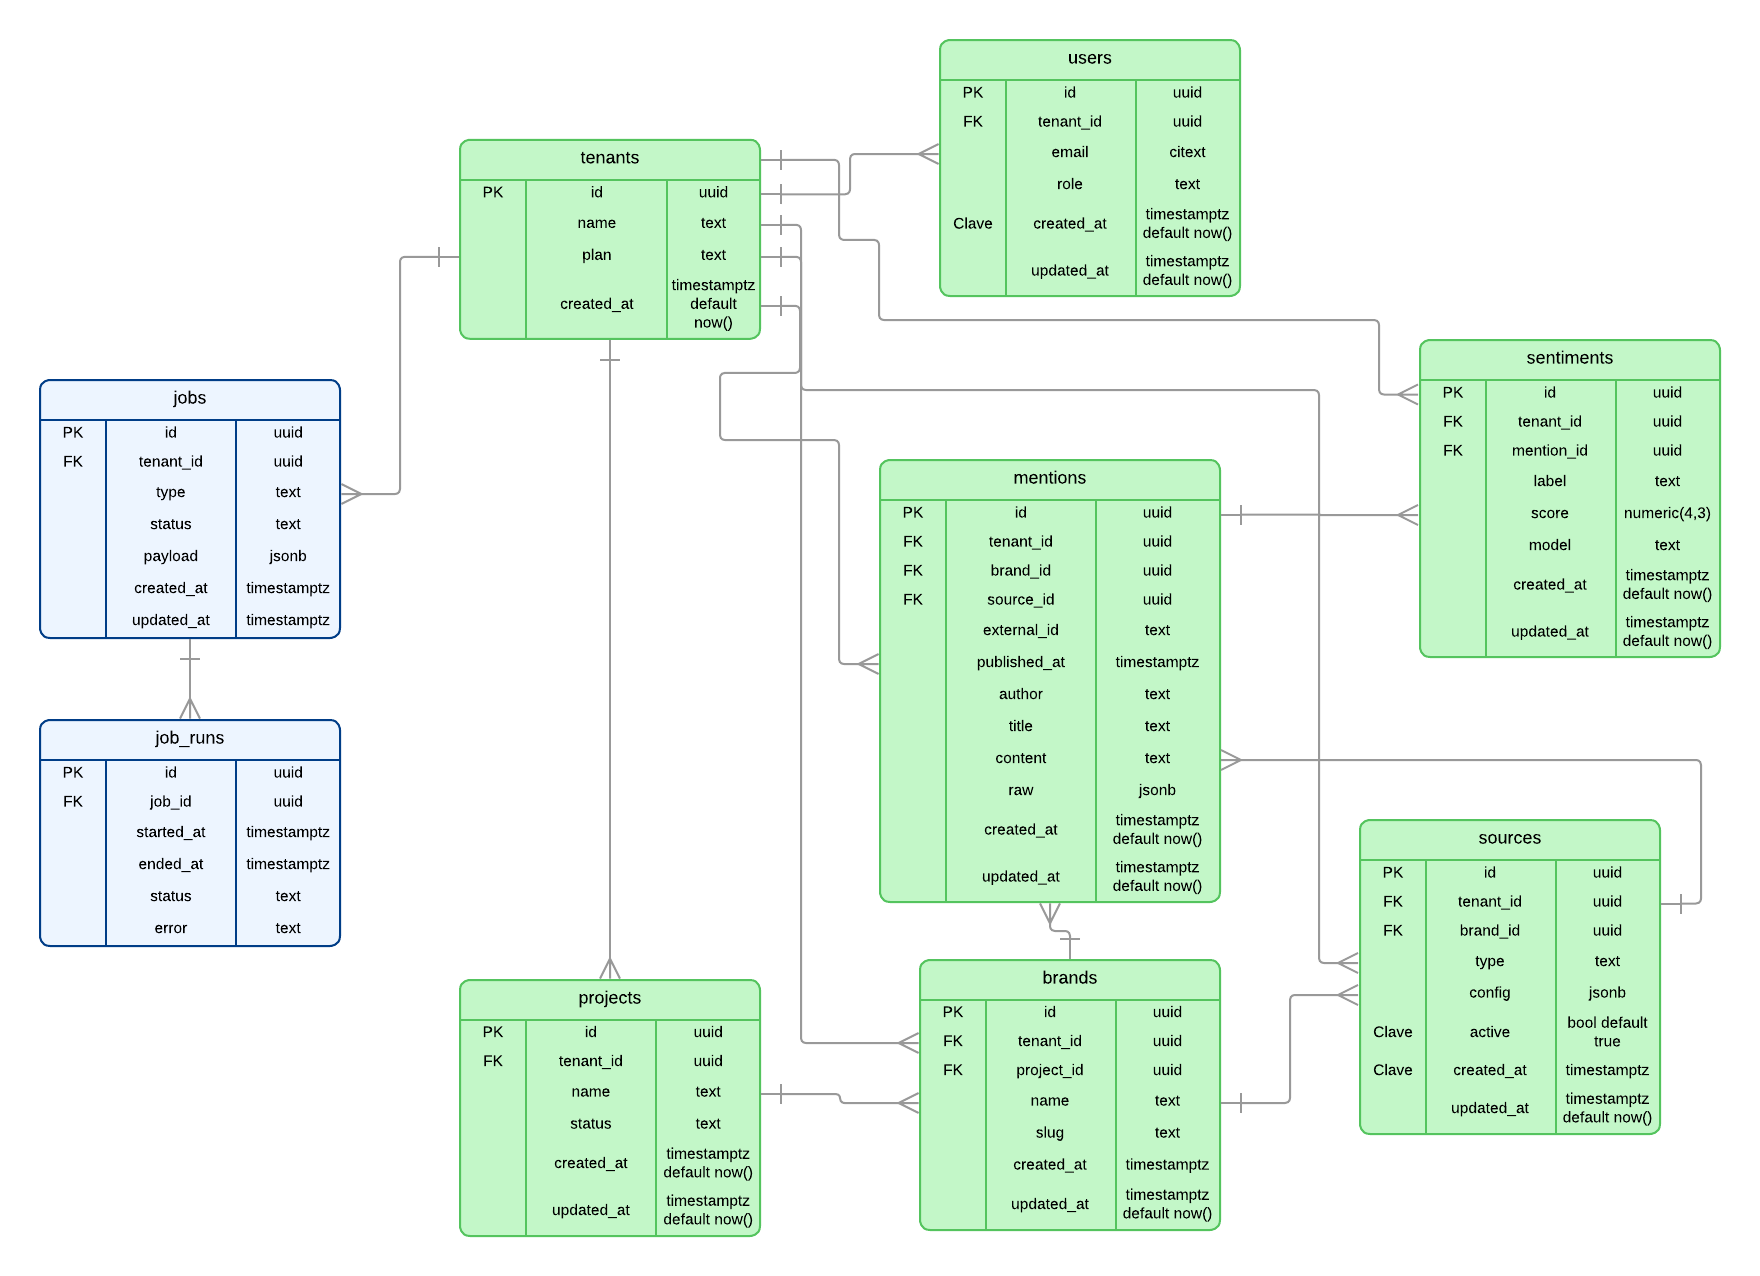 users
PK id uuid
FK tenant_id uuid
email citext
role text
Clave created_at timestamptz default now()
updated_at timestamptz default now()
tenants
PK id uuid
name text
plan text
created_at timestamptz default now()
sentiments
PK id uuid
FK tenant_id uuid
FK mention_id uuid
label text
score numeric(4,3)
model text
created_at timestamptz default now()
updated_at timestamptz default now()
jobs
PK id uuid
FK tenant_id uuid
type text
status text
payload jsonb
created_at timestamptz
updated_at timestamptz
mentions
PK id uuid
FK tenant_id uuid
FK brand_id uuid
FK source_id uuid
external_id text
published_at timestamptz
author text
title text
content text
raw jsonb
created_at timestamptz default now()
updated_at timestamptz default now()
job_runs
PK id uuid
FK job_id uuid
started_at timestamptz
ended_at timestamptz
status text
error text
sources
PK id uuid
FK tenant_id uuid
FK brand_id uuid
type text
config jsonb
Clave active bool default true
Clave created_at timestamptz
updated_at timestamptz default now()
projects
PK id uuid
FK tenant_id uuid
name text
status text
created_at timestamptz default now()
updated_at timestamptz default now()
brands
PK id uuid
FK tenant_id uuid
FK project_id uuid
name text
slug text
created_at timestamptz
updated_at timestamptz default now()